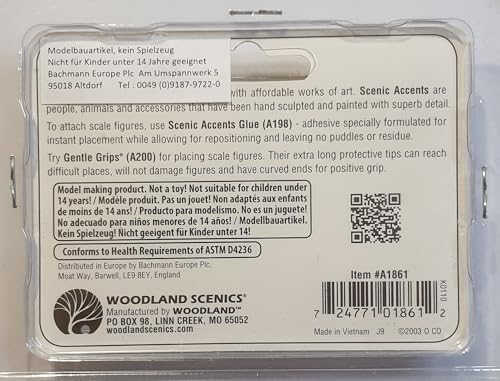 Modelbauartikel, kein Spielzeug
Nicht für Kinder unter 14 Jahre geeignet
Bachmann Europe Plc Am Umspannwerk 5
95018 Altdorf Tel : 0049 (0)9187-9722-0
with affordable works of art. Scenic Accents are
people, animals and accessories that have been hand sculpted and painted with superb detail.
To attach scale figures, use Scenic Accents Glue (A198) - adhesive specially formulated for
instant placement while allowing for repositioning and leaving no puddles or residue.
Try Gentle Grips® (A200) for placing scale figures. Their extra long protective tips can reach
difficult places, will not damage figures and have curved ends for positive grip.
Model making product. Not a toy! Not suitable for children under
14 years! / Modèle produit. Pas un jouet! Non adaptés aux enfants
de moins de 14 ans! / Producto para modelismo. No es un juguete!
No adecuado para niños menores de 14 años! / Modelbauartikel.
Kein Spielzeug! Nicht für Kinder unter 14!
Conforms to Health Requirements of ASTM D4236
Distributed in Europe by Bachmann Europe Plc,
Moat Way, Barwell, LE9 8EY, England
WOODLAND SCENICS®
Manufactured by WOODLAND™
PO BOX 98, LINN CREEK, MO 65052
woodlandscenics.com
Item #A1861
K0110
7 24771 01861 2
Made in Vietnam J9 ©2003 O CD